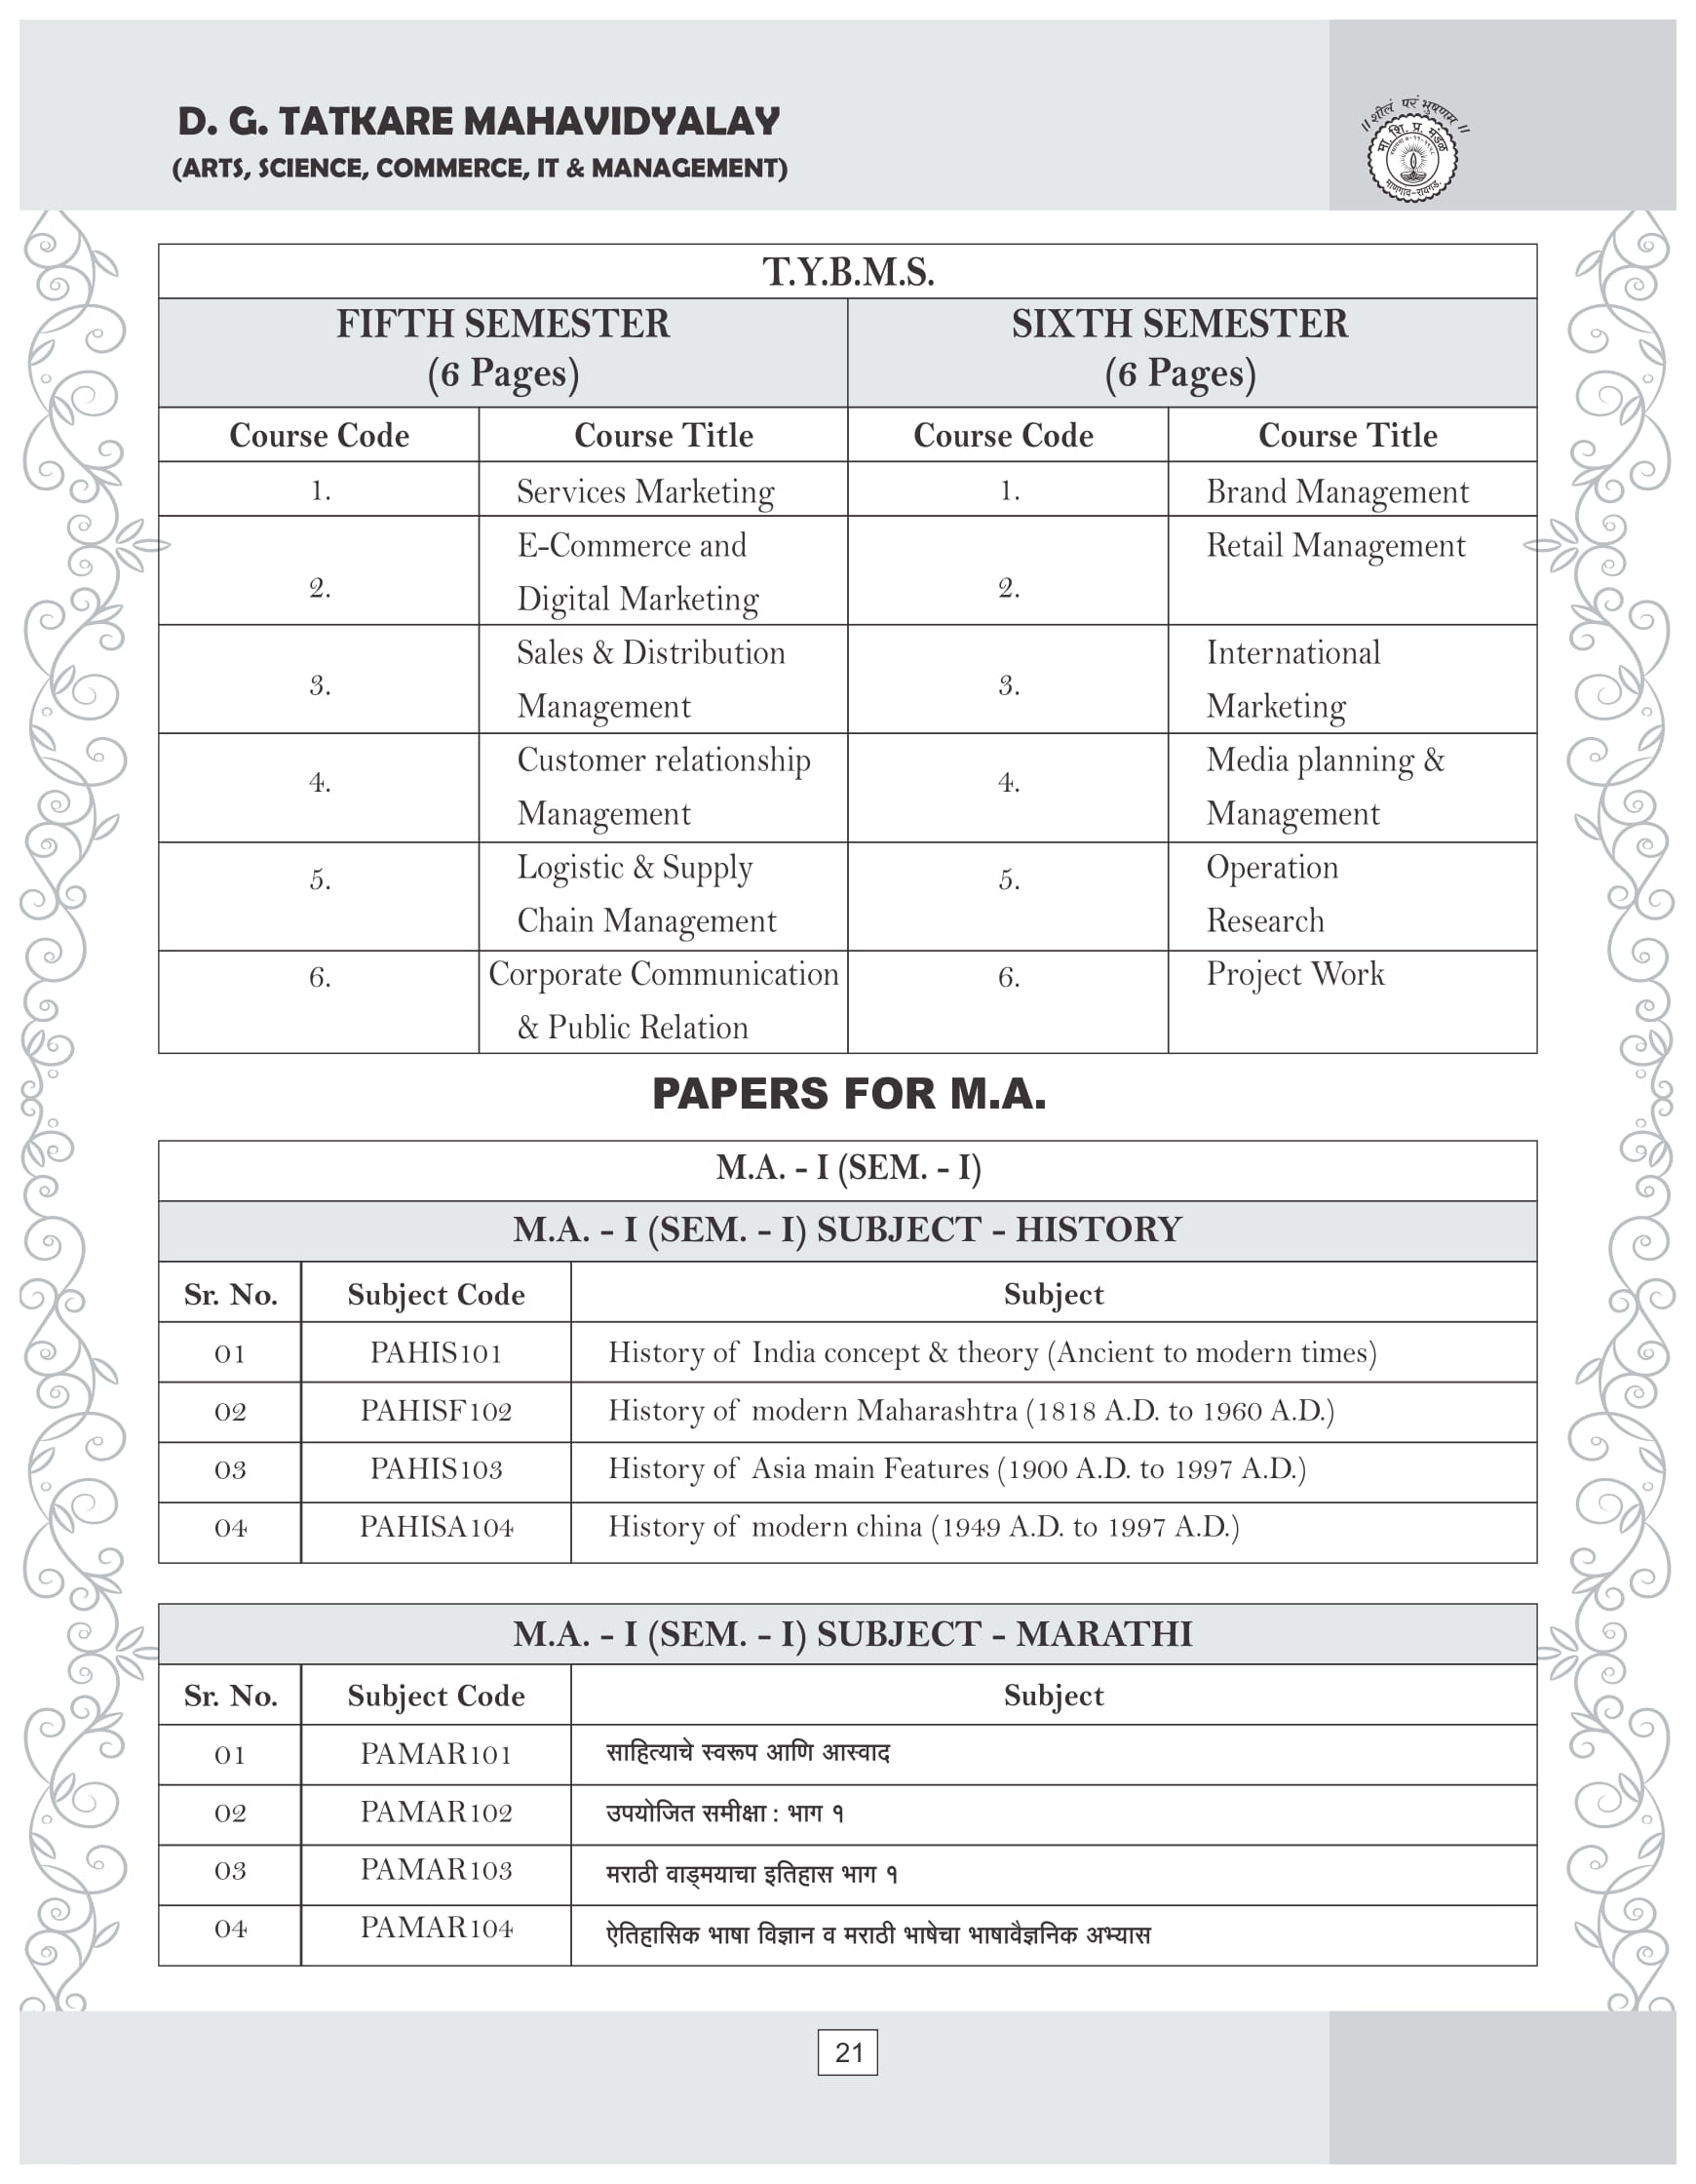 D. G. TATKARE MAHAVIDYALAY
(ARTS, SCIENCE, COMMERCE, IT & MANAGEMENT)
॥ शीलं परं भुषणम ॥
मा. शि. प्र. मंडळ
माणगाव-रायगड.
T.Y.B.M.S.
FIFTH SEMESTER SIXTH SEMESTER
(6 Pages) (6 Pages)
Course Code Course Title Course Code Course Title
1. Services Marketing 1. Brand Management
E-Commerce and Retail Management
2. Digital Marketing 2.
Sales & Distribution International
3. Management 3. Marketing
Customer relationship Media planning &
4. Management 4. Management
5. Logistic & Supply 5. Operation
Chain Management Research
6. Corporate Communication 6. Project Work
& Public Relation
PAPERS FOR M.A.
M.A. - I (SEM. - I)
M.A. - I (SEM. - I) SUBJECT - HISTORY
Sr. No. Subject Code Subject
01 PAHIS101 History of India concept & theory (Ancient to modern times)
02 PAHISF102 History of modern Maharashtra (1818 A.D. to 1960 A.D.)
03 PAHIS103 History of Asia main Features (1900 A.D. to 1997 A.D.)
04 PAHISA104 History of modern china (1949 A.D. to 1997 A.D.)
M.A. - I (SEM. - I) SUBJECT - MARATHI
Sr. No. Subject Code Subject
01 PAMAR101 साहित्याचे स्वरूप आणि आस्वाद
02 PAMAR102 उपयोजित समीक्षा : भाग १
03 PAMAR103 मराठी वाड्मयाचा इतिहास भाग १
04 PAMAR104 ऐतिहासिक भाषा विज्ञान व मराठी भाषेचा भाषावैज्ञनिक अभ्यास
21